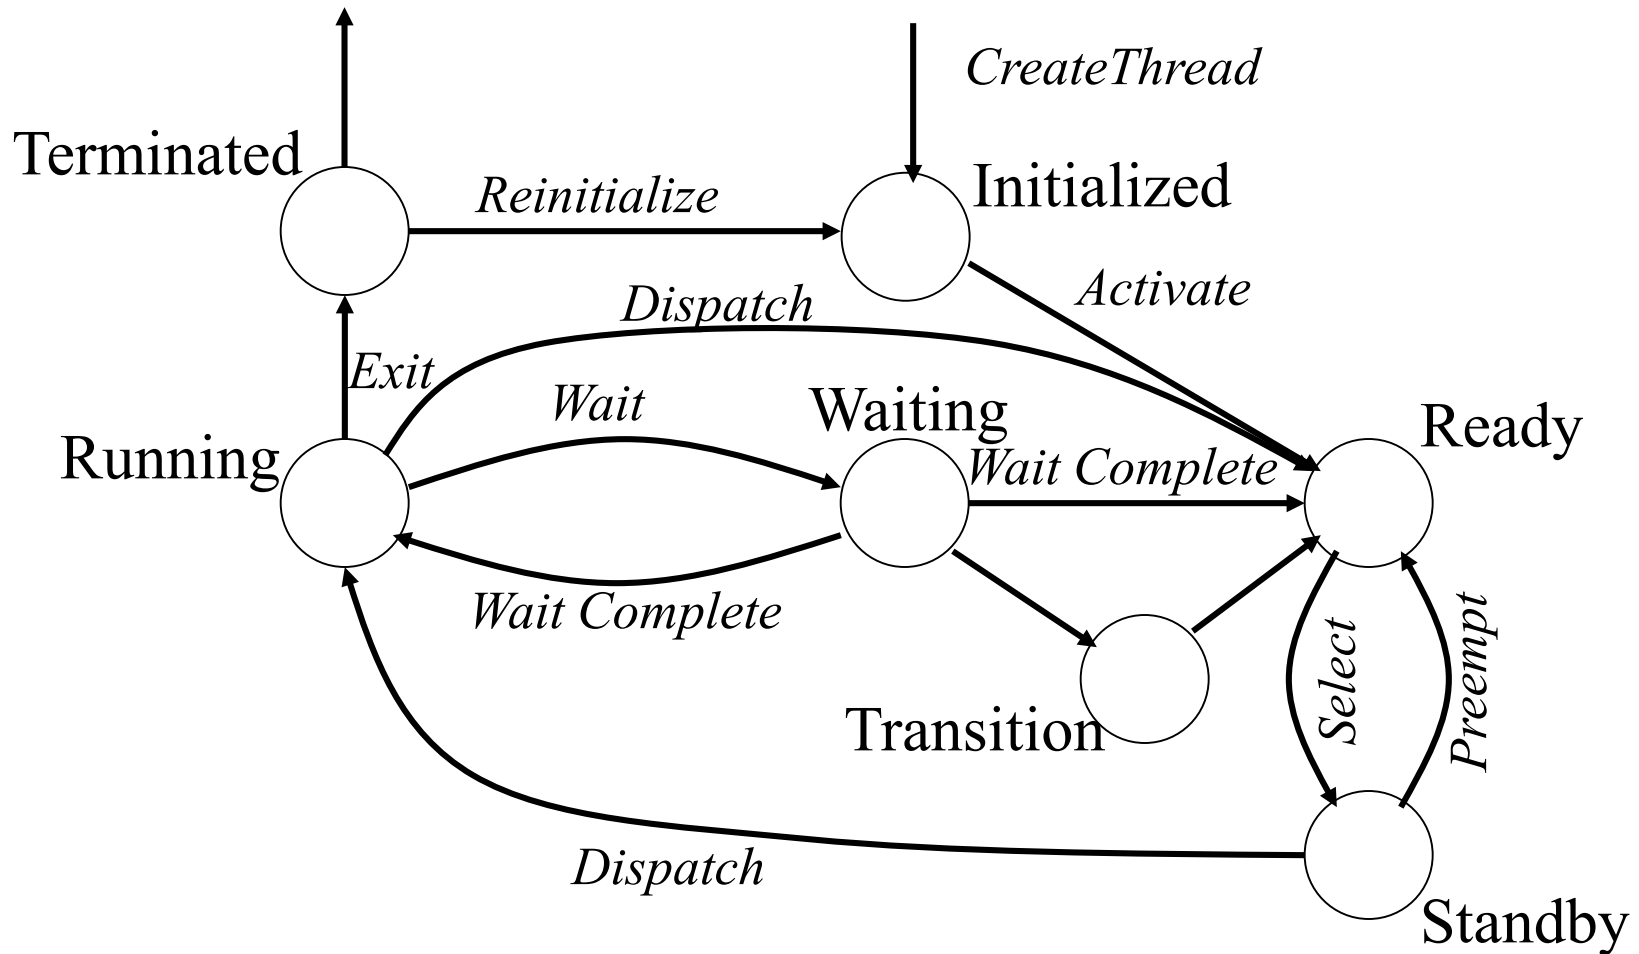 CreateThread
Terminated
Initialized
Reinitialize
Activate
Dispatch
Exit
Wait
Waiting
Ready
Running
Wait Complete
Wait Complete
Select
Preempt
Transition
Dispatch
Standby